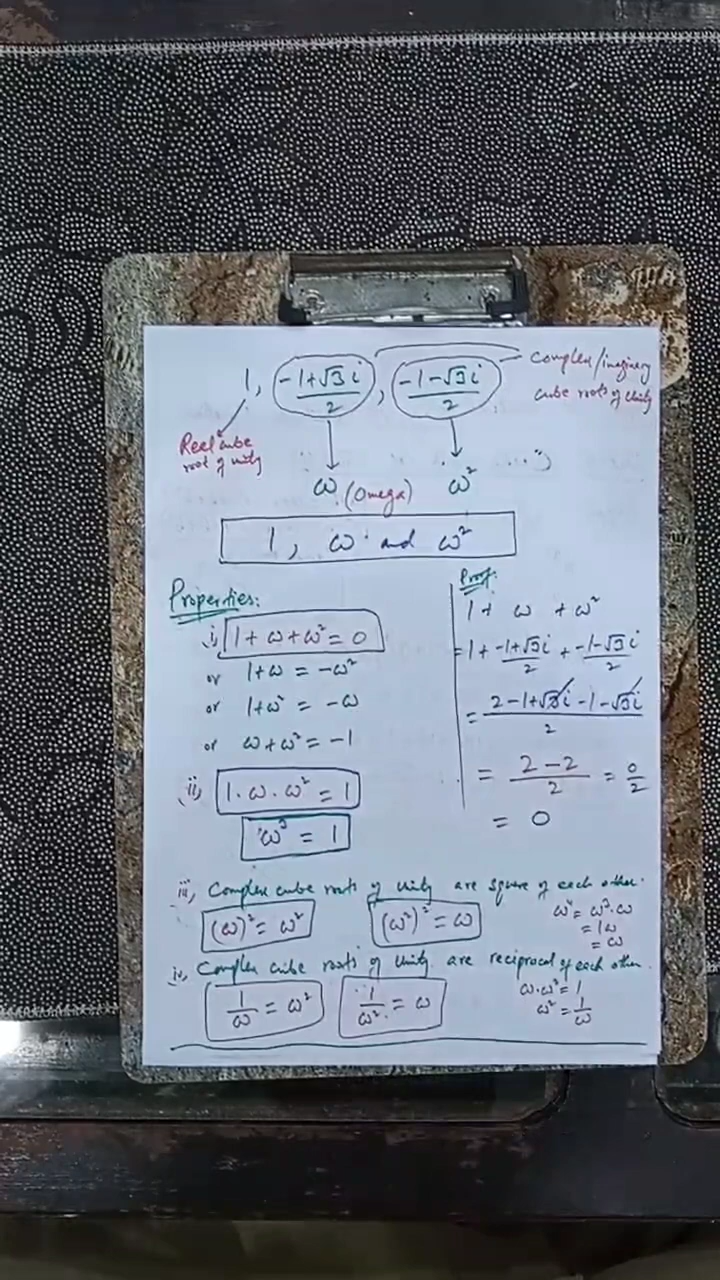 1, (-1+√3i)/2, (-1-√3i)/2
complex/imaginary
cube roots of unity
Real cube
root of unity
ω (Omega) ω²
1, ω and ω²
Properties:
i, 1+ω+ω²=0
or 1+ω = -ω²
or 1+ω² = -ω
or ω+ω² = -1
ii, 1·ω·ω² = 1
ω³ = 1
Proof:
1 + ω + ω²
= 1 + (-1+√3i)/2 + (-1-√3i)/2
= (2-1+√3i-1-√3i)/2
= (2-2)/2 = 0/2
= 0
iii, Complex cube roots of unity are square of each other.
(ω)² = ω² (ω²)² = ω
ω⁴ = ω³·ω
= 1ω
= ω
iv, Complex cube roots of unity are reciprocal of each other.
1/ω = ω² 1/ω² = ω
ω·ω² = 1
ω² = 1/ω